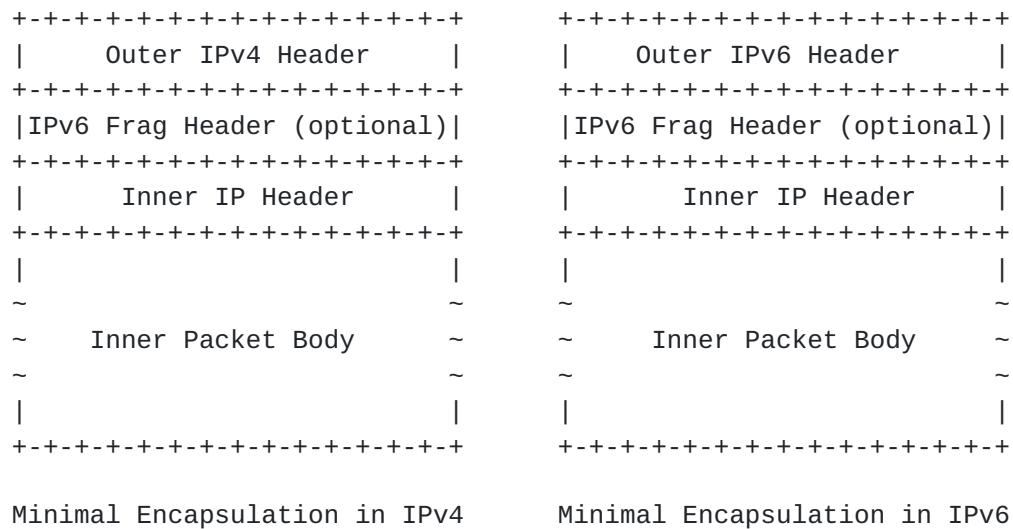 +-+-+-+-+-+-+-+-+-+-+-+-+-+-+      +-+-+-+-+-+-+-+-+-+-+-+-+-+-+
|      Outer IPv4 Header     |      |    Outer IPv6 Header       |
+-+-+-+-+-+-+-+-+-+-+-+-+-+-+      +-+-+-+-+-+-+-+-+-+-+-+-+-+-+
|IPv6 Frag Header (optional)|      |IPv6 Frag Header (optional)|
+-+-+-+-+-+-+-+-+-+-+-+-+-+-+      +-+-+-+-+-+-+-+-+-+-+-+-+-+-+
|       Inner IP Header      |      |       Inner IP Header      |
+-+-+-+-+-+-+-+-+-+-+-+-+-+-+      +-+-+-+-+-+-+-+-+-+-+-+-+-+-+
|                            |      |                            |
~                            ~      ~                            ~
~     Inner Packet Body      ~      ~     Inner Packet Body      ~
~                            ~      ~                            ~
|                            |      |                            |
+-+-+-+-+-+-+-+-+-+-+-+-+-+-+      +-+-+-+-+-+-+-+-+-+-+-+-+-+-+
Minimal Encapsulation in IPv4      Minimal Encapsulation in IPv6